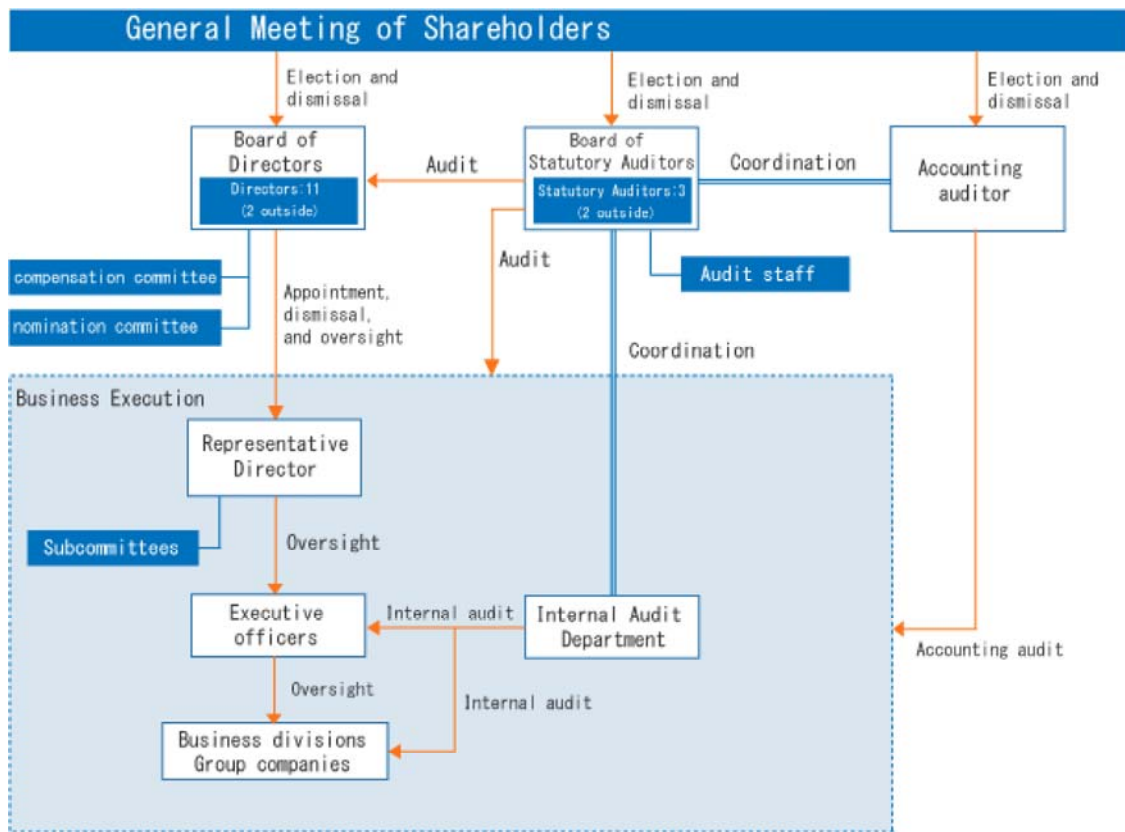 General Meeting of Shareholders
Election and
dismissal
Election and
dismissal
Election and
dismissal
Board of
Directors
Directors:11
(2 outside)
Audit
Board of
Statutory Auditors
Statutory Auditors:3
(2 outside)
Coordination
Accounting
auditor
compensation committee
nomination committee
Appointment,
dismissal,
and oversight
Audit
Audit staff
Coordination
Business Execution
Representative
Director
Subcommittees
Oversight
Executive
officers
Internal audit
Internal Audit
Department
Accounting audit
Oversight
Internal audit
Business divisions
Group companies